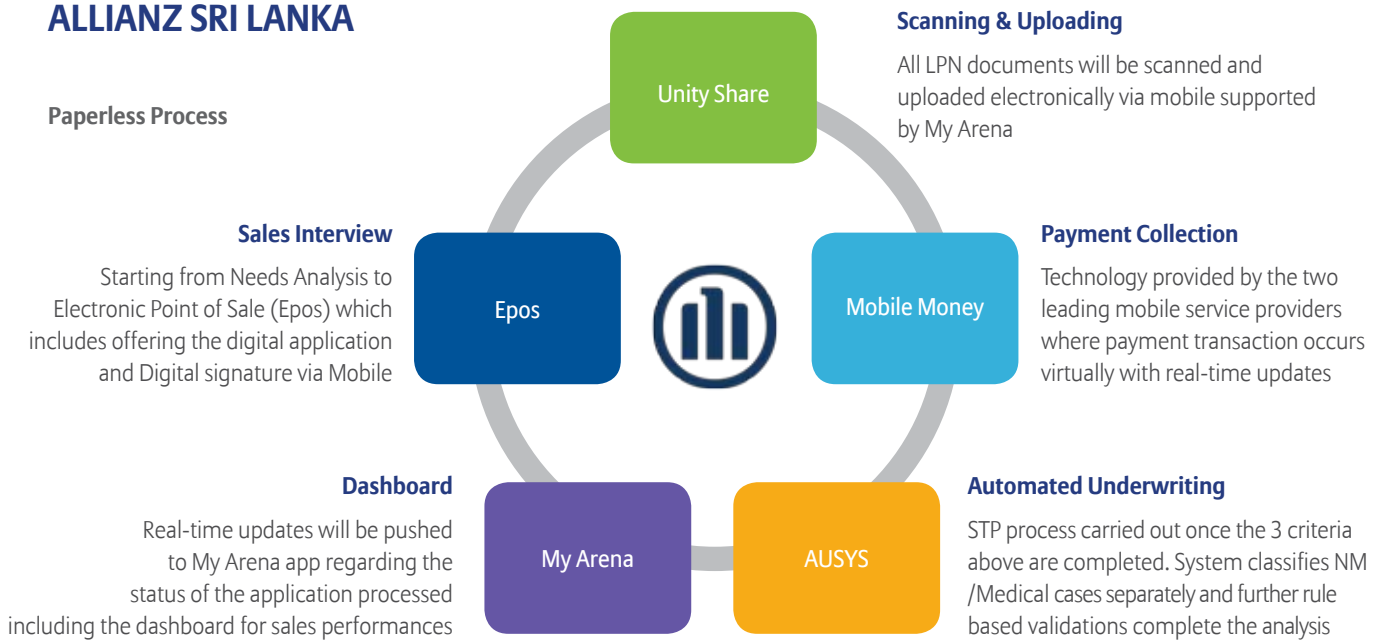 ALLIANZ SRI LANKA
Paperless Process
Unity Share
Scanning & Uploading
All LPN documents will be scanned and
uploaded electronically via mobile supported
by My Arena
Sales Interview
Starting from Needs Analysis to
Electronic Point of Sale (Epos) which
includes offering the digital application
and Digital signature via Mobile
Epos
Mobile Money
Payment Collection
Technology provided by the two
leading mobile service providers
where payment transaction occurs
virtually with real-time updates
Dashboard
Real-time updates will be pushed
to My Arena app regarding the
status of the application processed
including the dashboard for sales performances
My Arena
AUSYS
Automated Underwriting
STP process carried out once the 3 criteria
above are completed. System classifies NM
/Medical cases separately and further rule
based validations complete the analysis